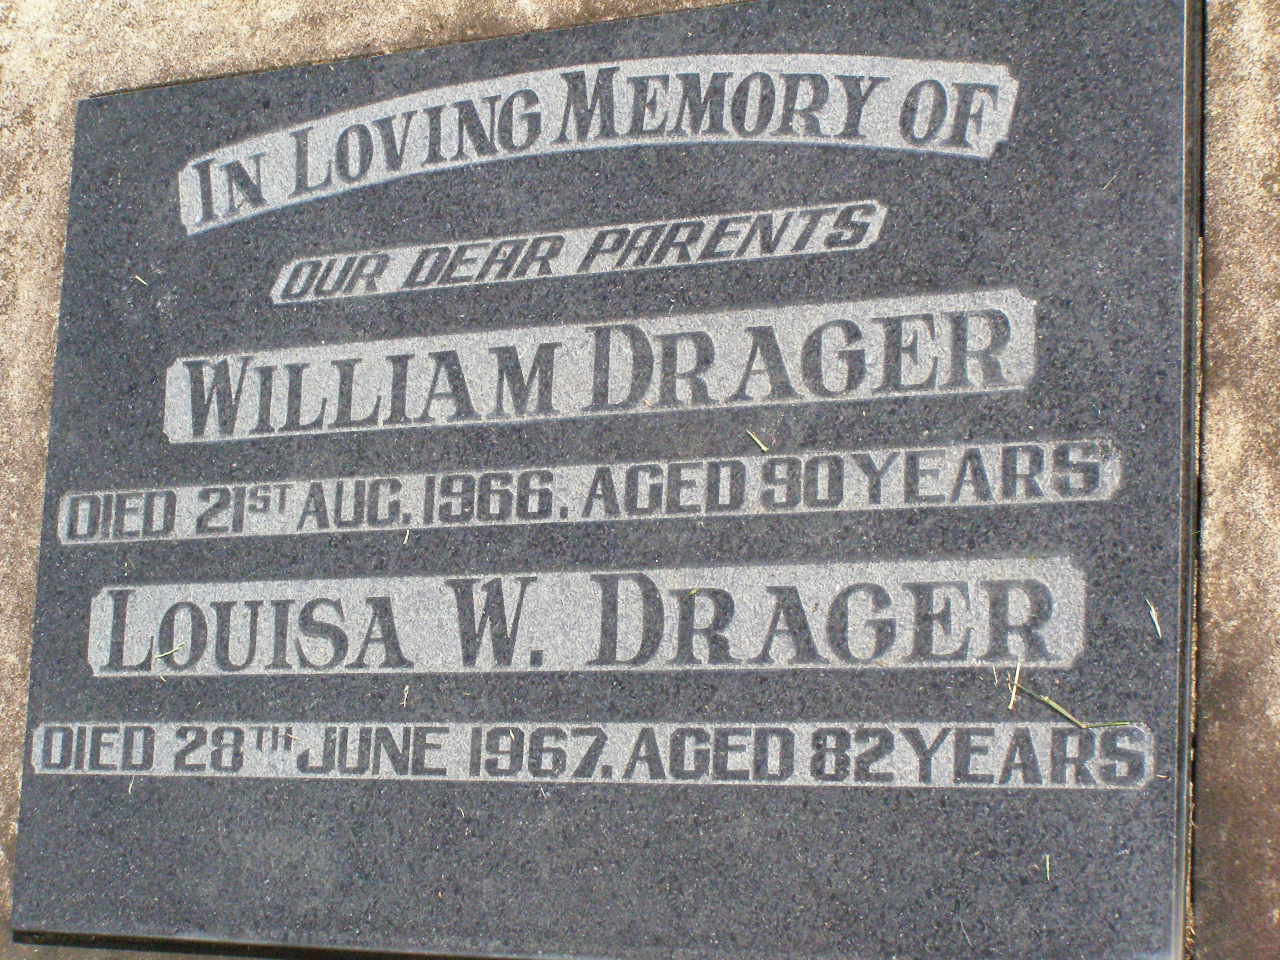 IN LOVING MEMORY OF
OUR DEAR PARENTS
WILLIAM DRAGER
DIED 21ST AUG. 1966. AGED 90 YEARS
LOUISA W. DRAGER
DIED 28TH JUNE 1967. AGED 82 YEARS